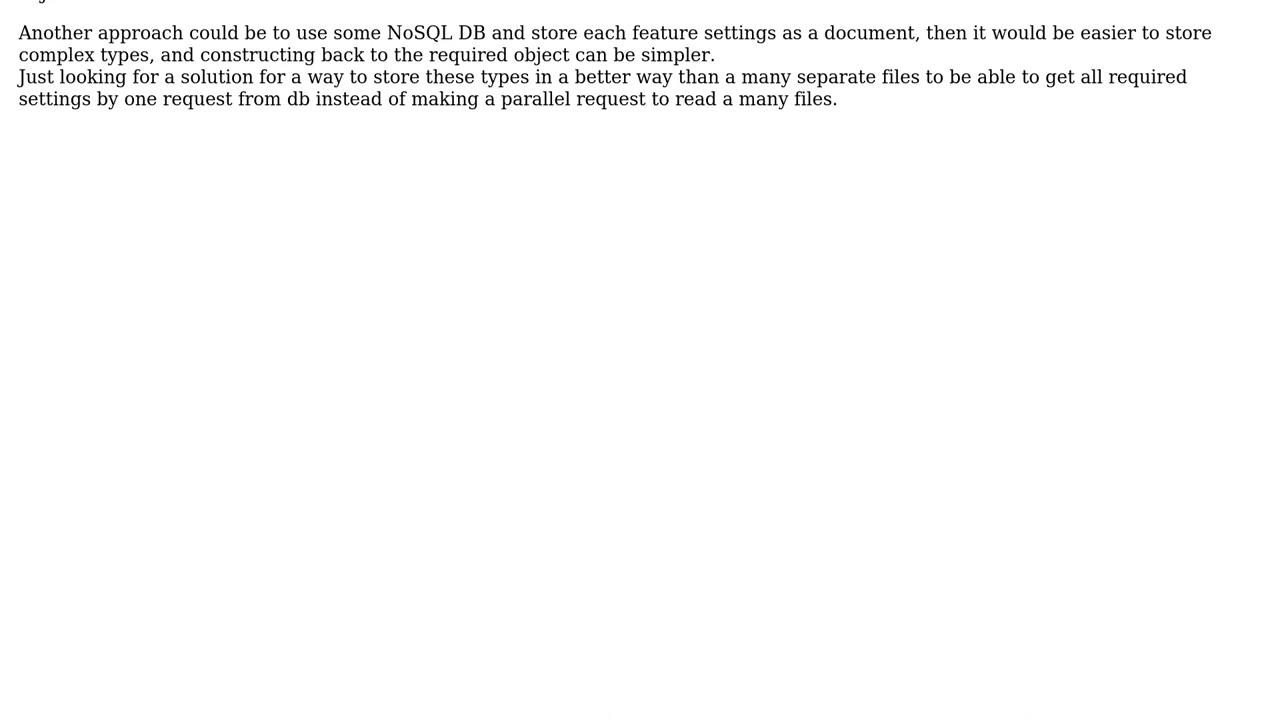 Another approach could be to use some NoSQL DB and store each feature settings as a document, then it would be easier to store
complex types, and constructing back to the required object can be simpler.
Just looking for a solution for a way to store these types in a better way than a many separate files to be able to get all required
settings by one request from db instead of making a parallel request to read a many files.